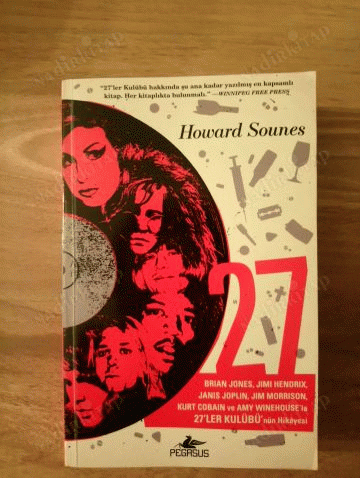 "27'ler Kulübü hakkında şu ana kadar yazılmış en kapsamlı
kitap. Her kitaplıkta bulunmalı." —WINNIPEG FREE PRESS
Howard Sounes
27
BRIAN JONES, JIMI HENDRIX,
JANIS JOPLIN, JIM MORRISON,
KURT COBAIN ve AMY WINEHOUSE'la
27'LER KULÜBÜ'nün Hikâyesi
PEGASUS
nadirkitap